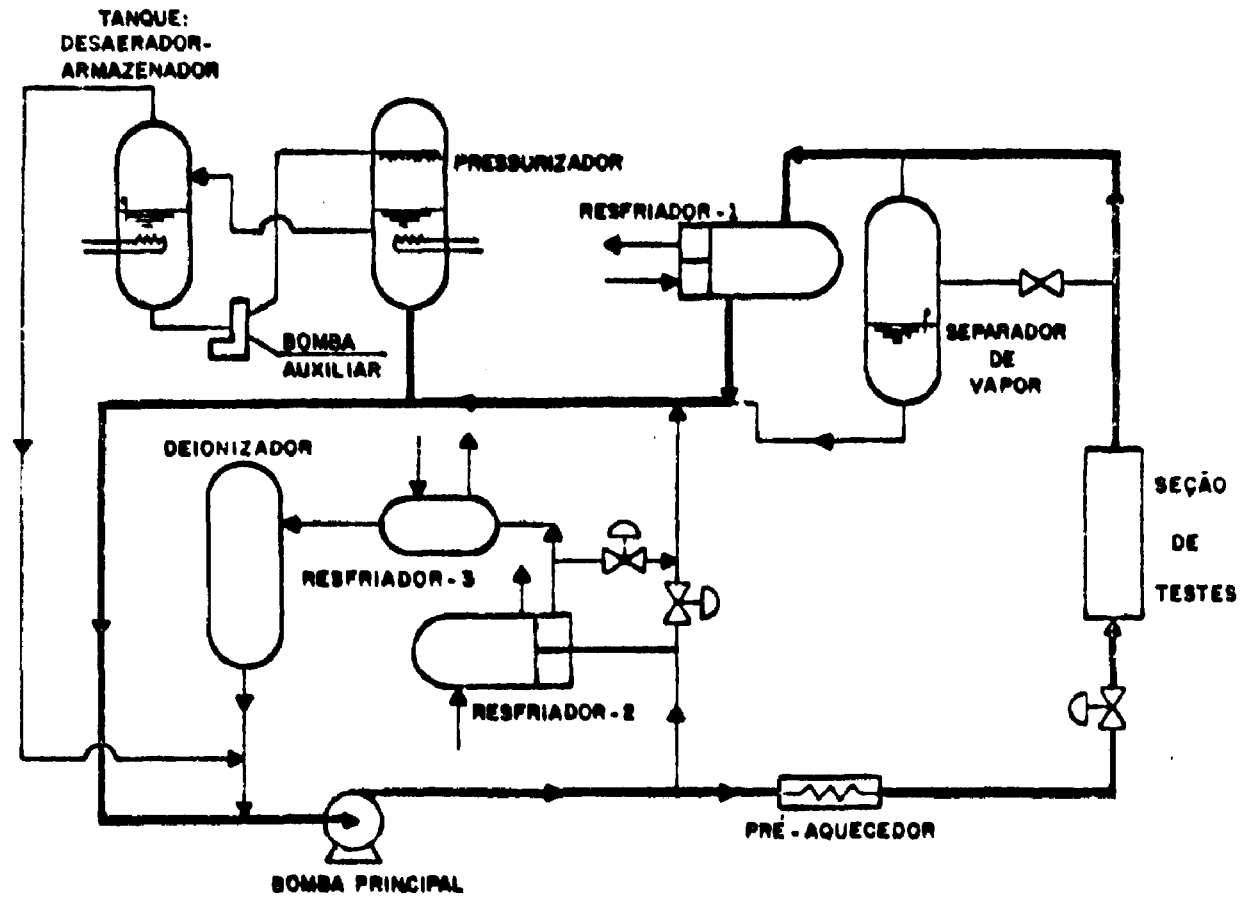 TANQUE:
DESAERADOR-
ARMAZENADOR
PRESSURIZADOR
RESFRIADOR-1
BOMBA
AUXILIAR
SEPARADOR
DE
VAPOR
DEIONIZADOR
SEÇÃO
DE
TESTES
RESFRIADOR-3
RESFRIADOR-2
PRÉ-AQUECEDOR
BOMBA PRINCIPAL